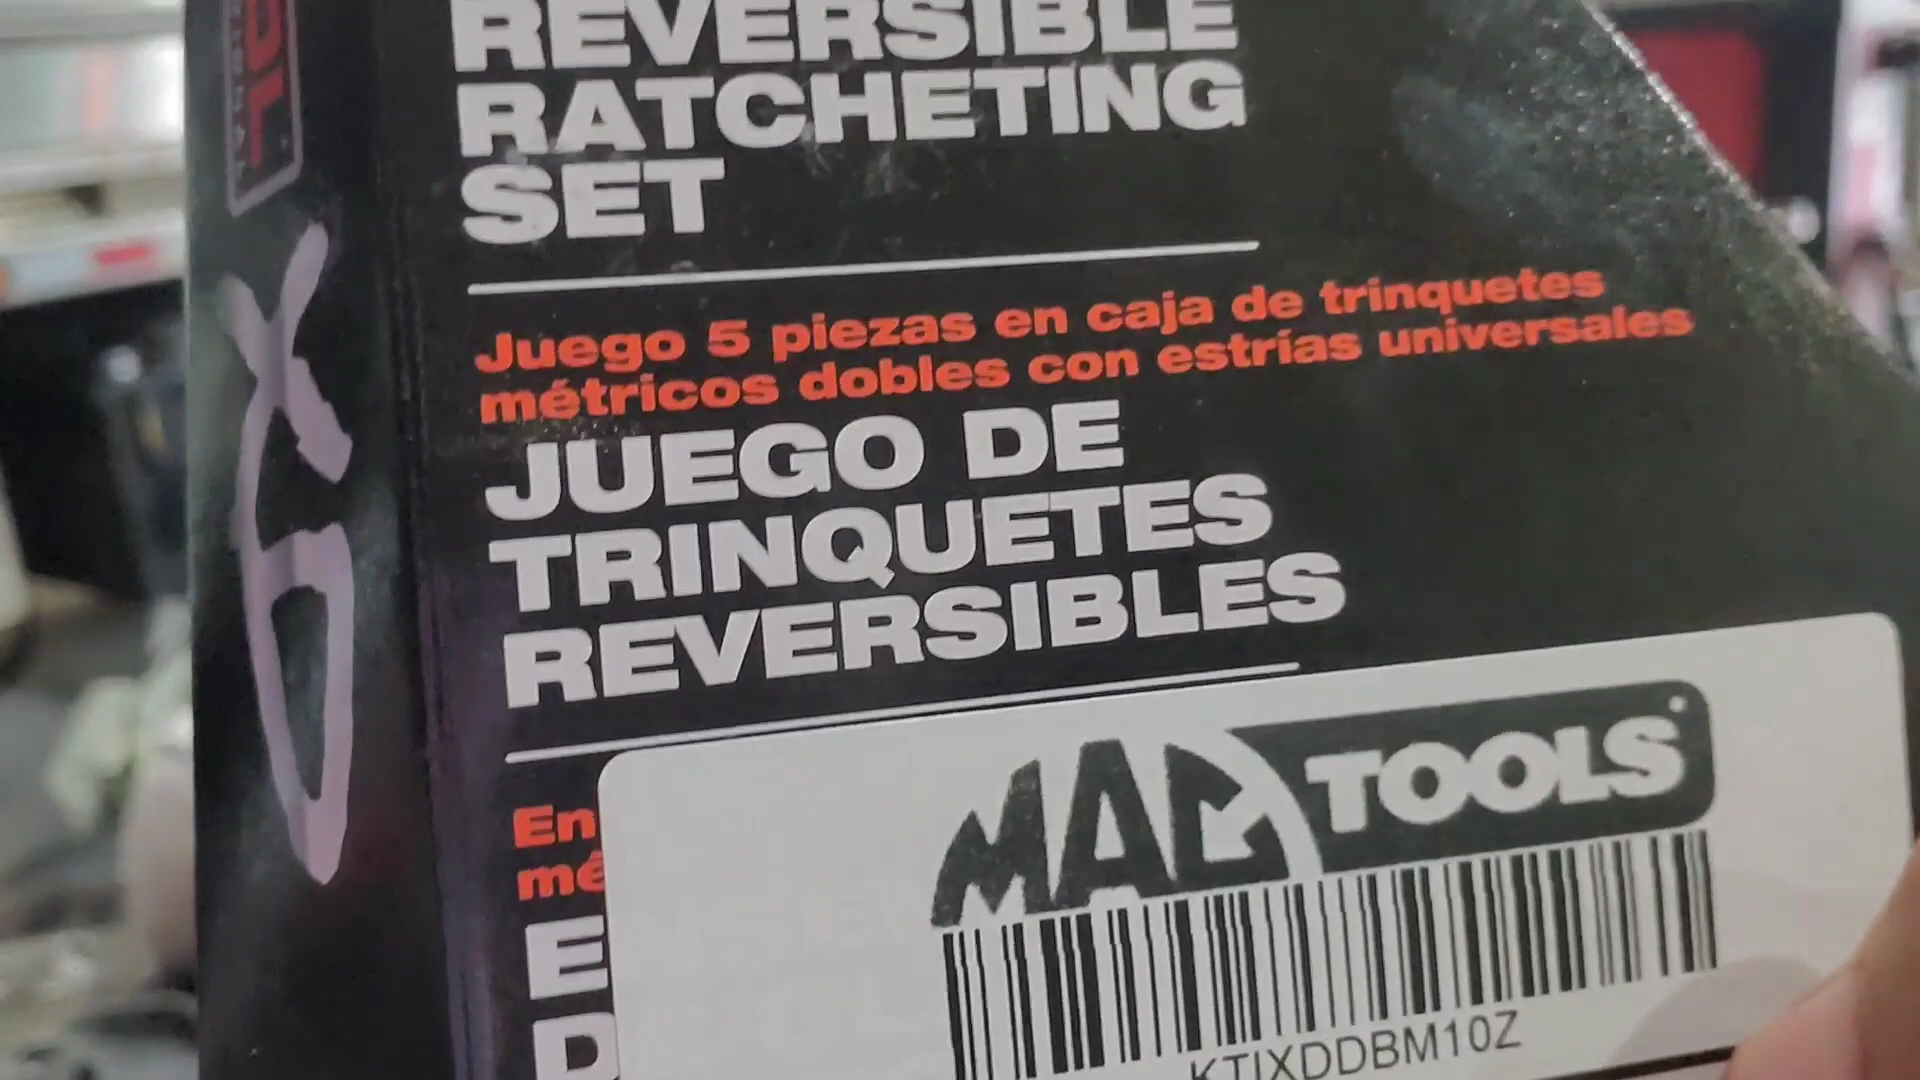 REVERSIBLE
RATCHETING
SET
Juego 5 piezas en caja de trinquetes
métricos dobles con estrías universales
JUEGO DE
TRINQUETES
REVERSIBLES
En
mé
E
D
MAC TOOLS
KTIXDDBM10Z